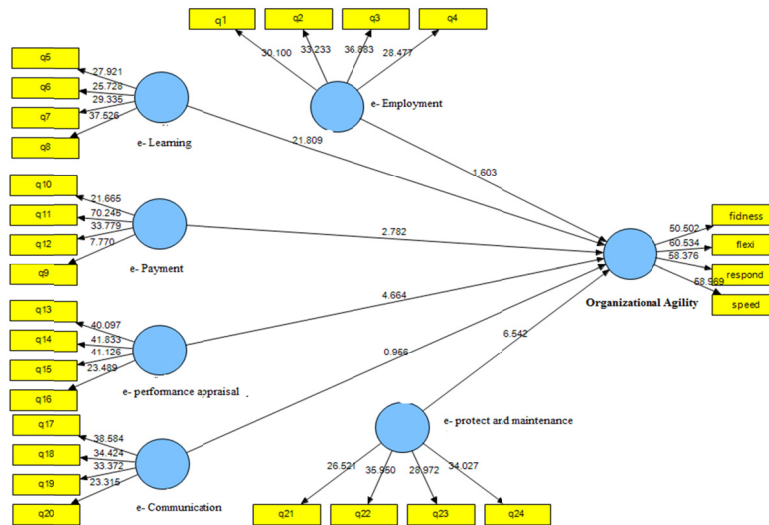 q1
q2
q3
q4
30.100
33.233
36.883
28.477
e- Employment
q5
q6
q7
q8
27.921
25.728
29.335
37.526
e- Learning
21.809
1.603
q10
q11
q12
q9
21.665
70.246
33.779
7.770
e- Payment
2.782
fidness
flexi
respond
speed
50.502
60.534
58.376
58.969
Organizational Agility
q13
q14
q15
q16
40.097
41.833
41.126
23.489
e- performance appraisal
4.664
0.956
6.542
q17
q18
q19
q20
38.584
34.424
33.372
23.315
e- Communication
e- protect and maintenance
26.521
35.950
28.972
34.027
q21
q22
q23
q24